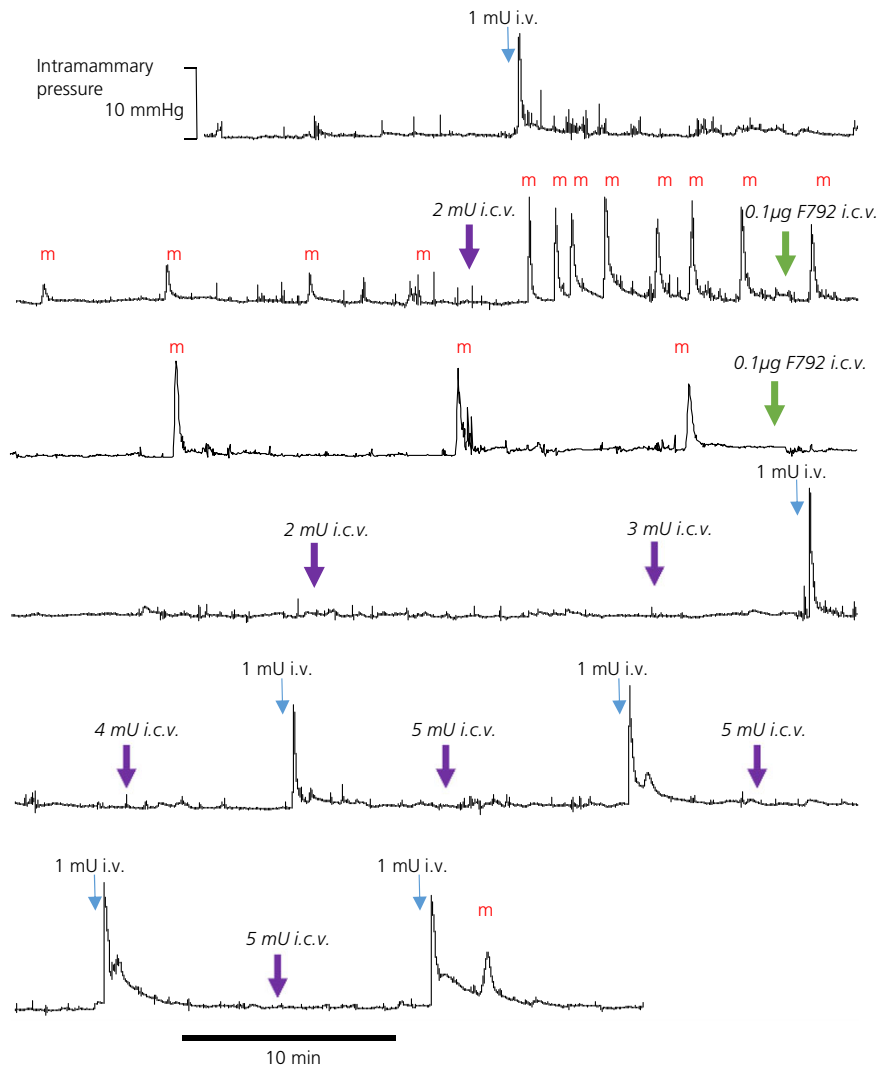 1 mU i.v.
Intramammary
pressure
10 mmHg
m m m m m m m m
2 mU i.c.v. 0.1µg F792 i.c.v.
m m m m
m m m
0.1µg F792 i.c.v.
1 mU i.v.
2 mU i.c.v. 3 mU i.c.v.
1 mU i.v. 1 mU i.v.
4 mU i.c.v. 5 mU i.c.v. 5 mU i.c.v.
1 mU i.v. 1 mU i.v.
m
5 mU i.c.v.
10 min